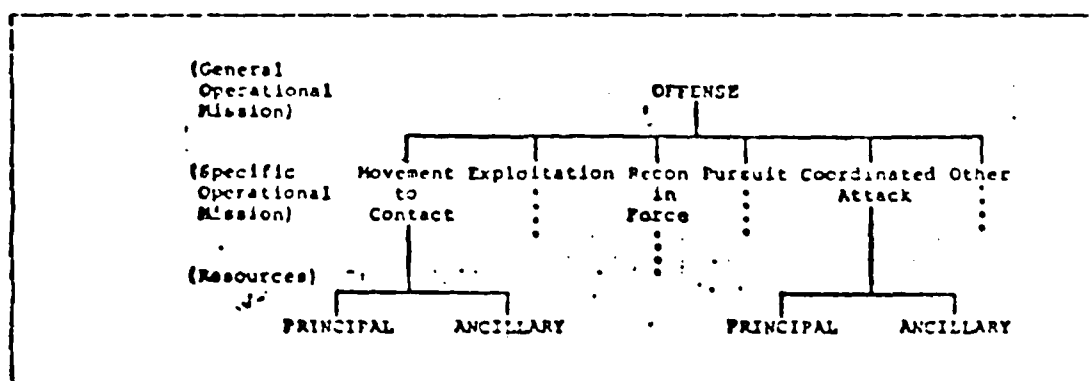 (General
Operational
Mission)
OFFENSE
(Specific
Operational
Mission)
Movement
to
Contact
Exploitation
Recon
in
Force
Pursuit
Coordinated
Attack
Other
(Resources)
PRINCIPAL
ANCILLARY
PRINCIPAL
ANCILLARY